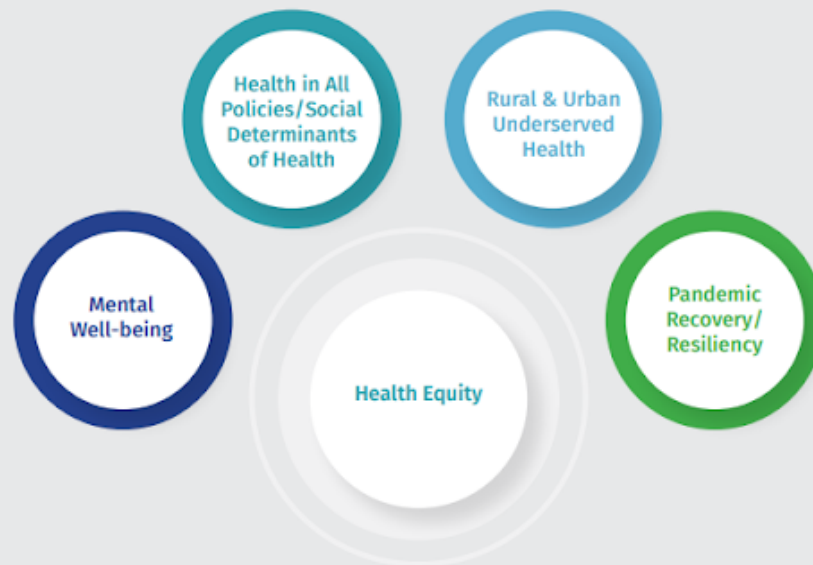 Health in All
Policies/Social
Determinants
of Health
Rural & Urban
Underserved
Health
Mental
Well-being
Pandemic
Recovery/
Resiliency
Health Equity